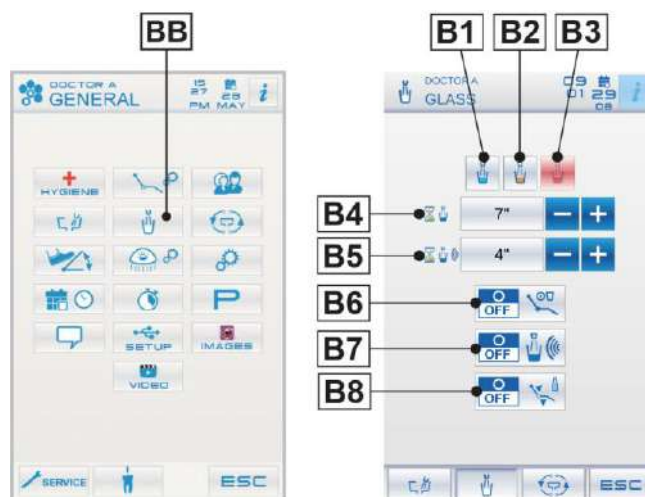 BB
DOCTOR A
GENERAL
15
27
PM
28
MAY
i
HYGIENE
P
SETUP
IMAGES
VIDEO
SERVICE
ESC
B1
B2
B3
DOCTOR A
GLASS
09
01
29
08
i
B4
7"
− +
B5
4"
− +
B6
OFF
B7
OFF
B8
OFF
ESC